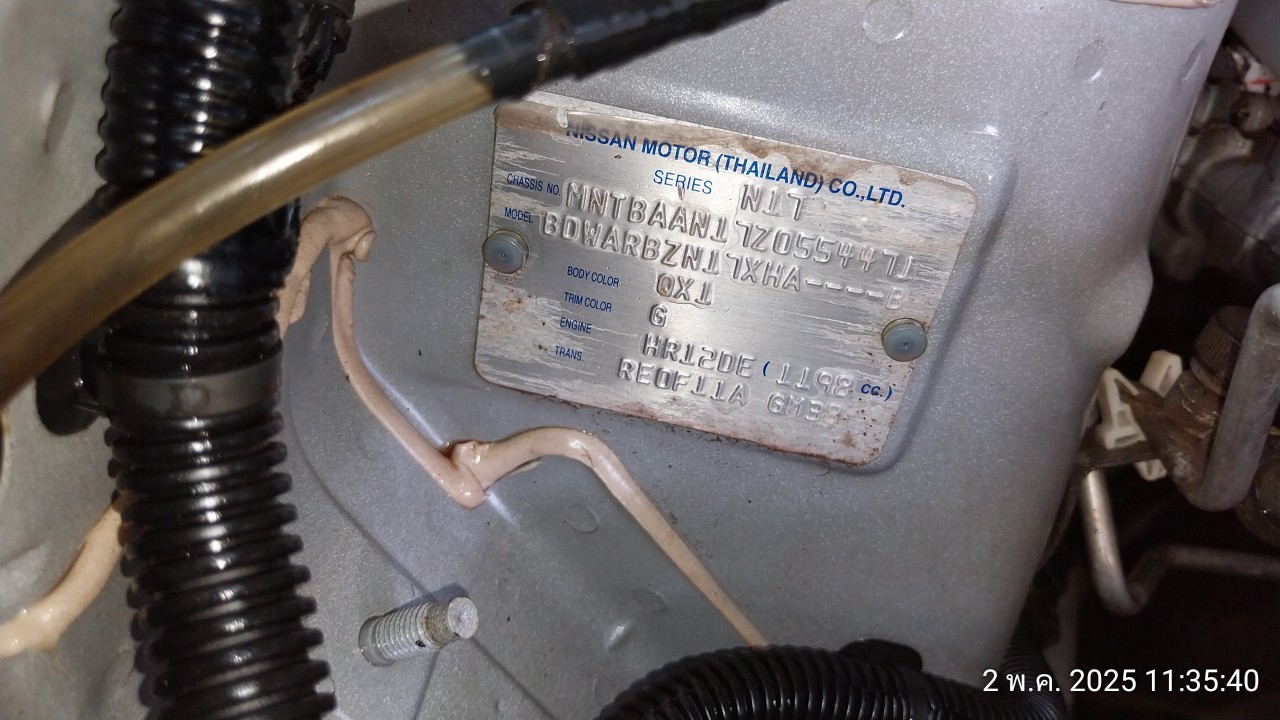 NISSAN MOTOR (THAILAND) CO.,LTD.
SERIES N17
CHASSIS NO. MNTBAAN17Z0554471
MODEL BDWARBZN17XHA----B
BODY COLOR QX1
TRIM COLOR G
ENGINE HR12DE (1198 cc.)
TRANS. RE0F11A GM38
2 พ.ค. 2025 11:35:40